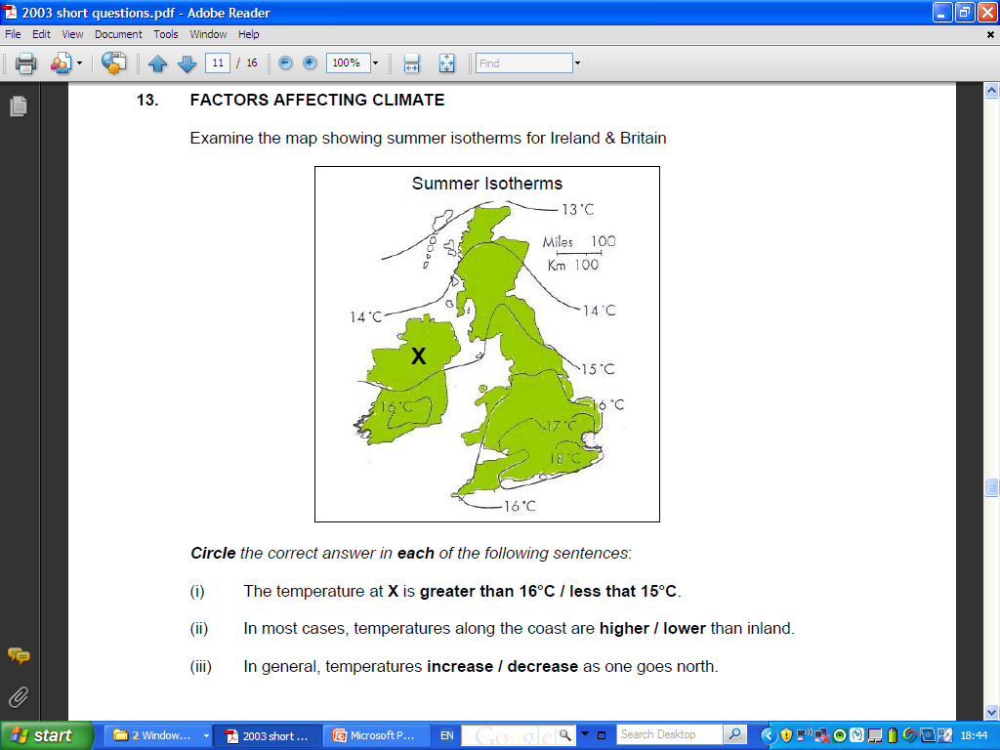 2003 short questions.pdf - Adobe Reader
File Edit View Document Tools Window Help
11 / 16 100% Find
13. FACTORS AFFECTING CLIMATE
Examine the map showing summer isotherms for Ireland & Britain
Summer Isotherms
13°C
Miles 100
Km 100
14°C
14°C
X
15°C
16°C
16°C
17°C
18°C
16°C
Circle the correct answer in each of the following sentences:
(i) The temperature at X is greater than 16°C / less that 15°C.
(ii) In most cases, temperatures along the coast are higher / lower than inland.
(iii) In general, temperatures increase / decrease as one goes north.
start 2 Window... 2003 short ... Microsoft P... EN Google Search Desktop 18:44